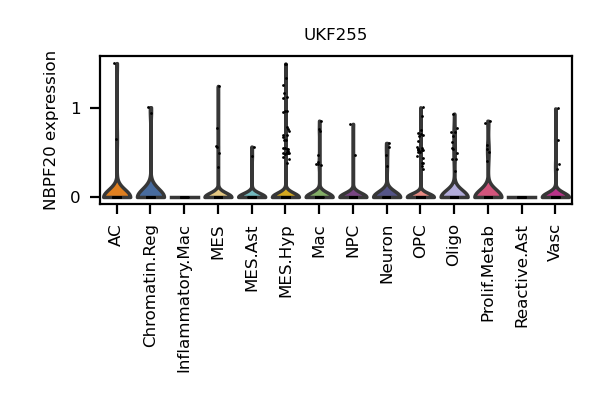 UKF255
NBPF20 expression
1
0
AC
Chromatin.Reg
Inflammatory.Mac
MES
MES.Ast
MES.Hyp
Mac
NPC
Neuron
OPC
Oligo
Prolif.Metab
Reactive.Ast
Vasc